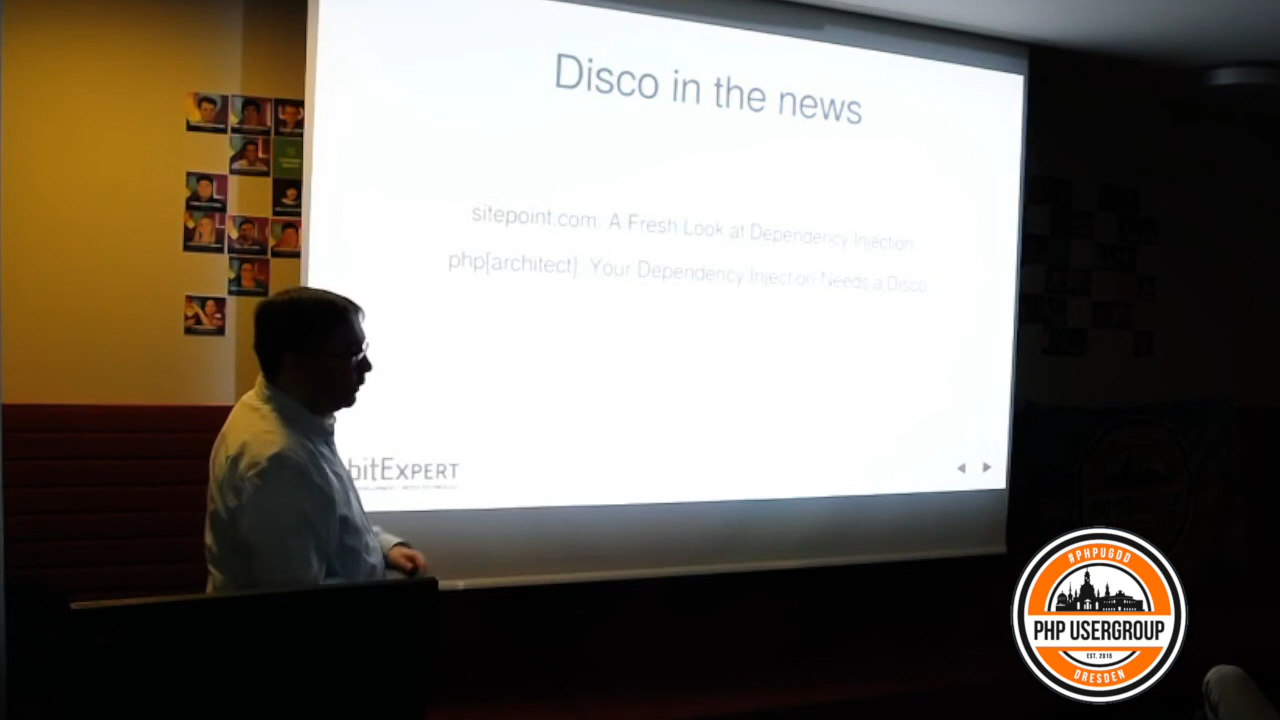 Disco in the news
sitepoint.com: A Fresh Look at Dependency Injection
php[architect]: Your Dependency Injection Needs a Disco
bitExpert
#PHPUGDD
PHP USERGROUP
EST. 2015
DRESDEN